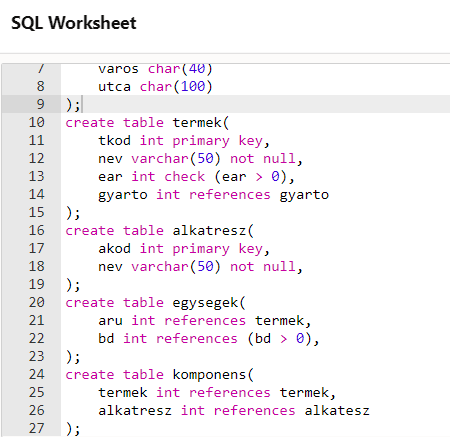 SQL Worksheet
7 varos char(40)
8 utca char(100)
9 );
10 create table termek(
11 tkod int primary key,
12 nev varchar(50) not null,
13 ear int check (ear > 0),
14 gyarto int references gyarto
15 );
16 create table alkatresz(
17 akod int primary key,
18 nev varchar(50) not null,
19 );
20 create table egysegek(
21 aru int references termek,
22 bd int references (bd > 0),
23 );
24 create table komponens(
25 termek int references termek,
26 alkatresz int references alkatesz
27 );